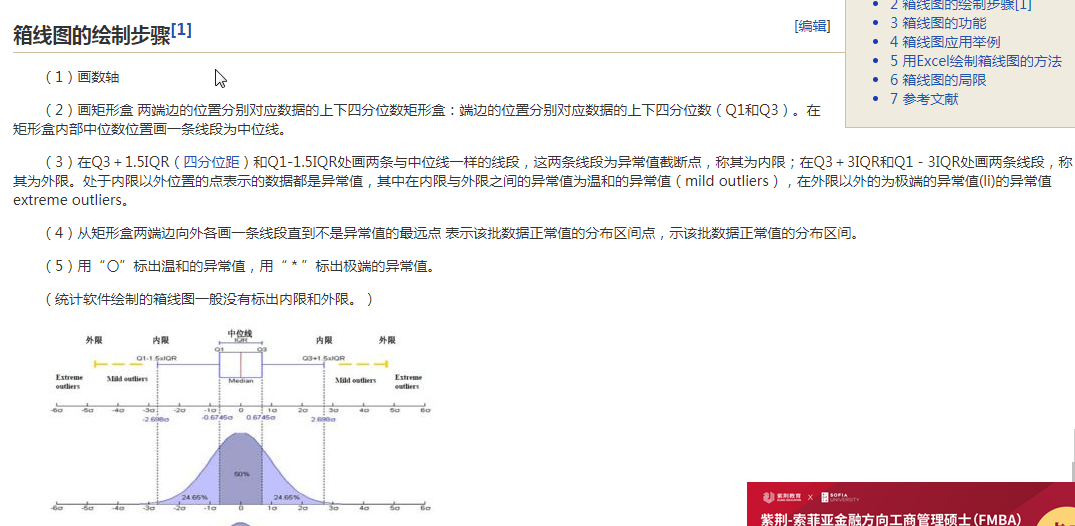 箱线图的绘制步骤[1]
[编辑]
2 箱线图的绘制步骤[1]
3 箱线图的功能
4 箱线图应用举例
5 用Excel绘制箱线图的方法
6 箱线图的局限
7 参考文献
（1）画数轴
（2）画矩形盒 两端边的位置分别对应数据的上下四分位数矩形盒：端边的位置分别对应数据的上下四分位数（Q1和Q3）。在
矩形盒内部中位数位置画一条线段为中位线。
（3）在Q3＋1.5IQR（四分位距）和Q1-1.5IQR处画两条与中位线一样的线段，这两条线段为异常值截断点，称其为内限；在Q3＋3IQR和Q1－3IQR处画两条线段，称
其为外限。处于内限以外位置的点表示的数据都是异常值，其中在内限与外限之间的异常值为温和的异常值（mild outliers），在外限以外的为极端的异常值(li)的异常值
extreme outliers。
（4）从矩形盒两端边向外各画一条线段直到不是异常值的最远点 表示该批数据正常值的分布区间点，示该批数据正常值的分布区间。
（5）用“〇”标出温和的异常值，用“＊”标出极端的异常值。
（统计软件绘制的箱线图一般没有标出内限和外限。）
外限 内限 中位线 内限 外限
IQR
Q1 Q3
Q1-1.5xIQR Q3+1.5xIQR
Extreme outliers Mild outliers Median Mild outliers Extreme outliers
-6σ -5σ -4σ -3σ -2σ -1σ 0 1σ 2σ 3σ 4σ 5σ 6σ
-2.698σ -0.6745σ 0.6745σ 2.698σ
50%
24.65% 24.65%
-6σ -5σ -4σ -3σ -2σ -1σ 0 1σ 2σ 3σ 4σ 5σ 6σ
紫荆教育 X SOFIA UNIVERSITY
紫荆-索菲亚金融方向工商管理硕士(FMBA)